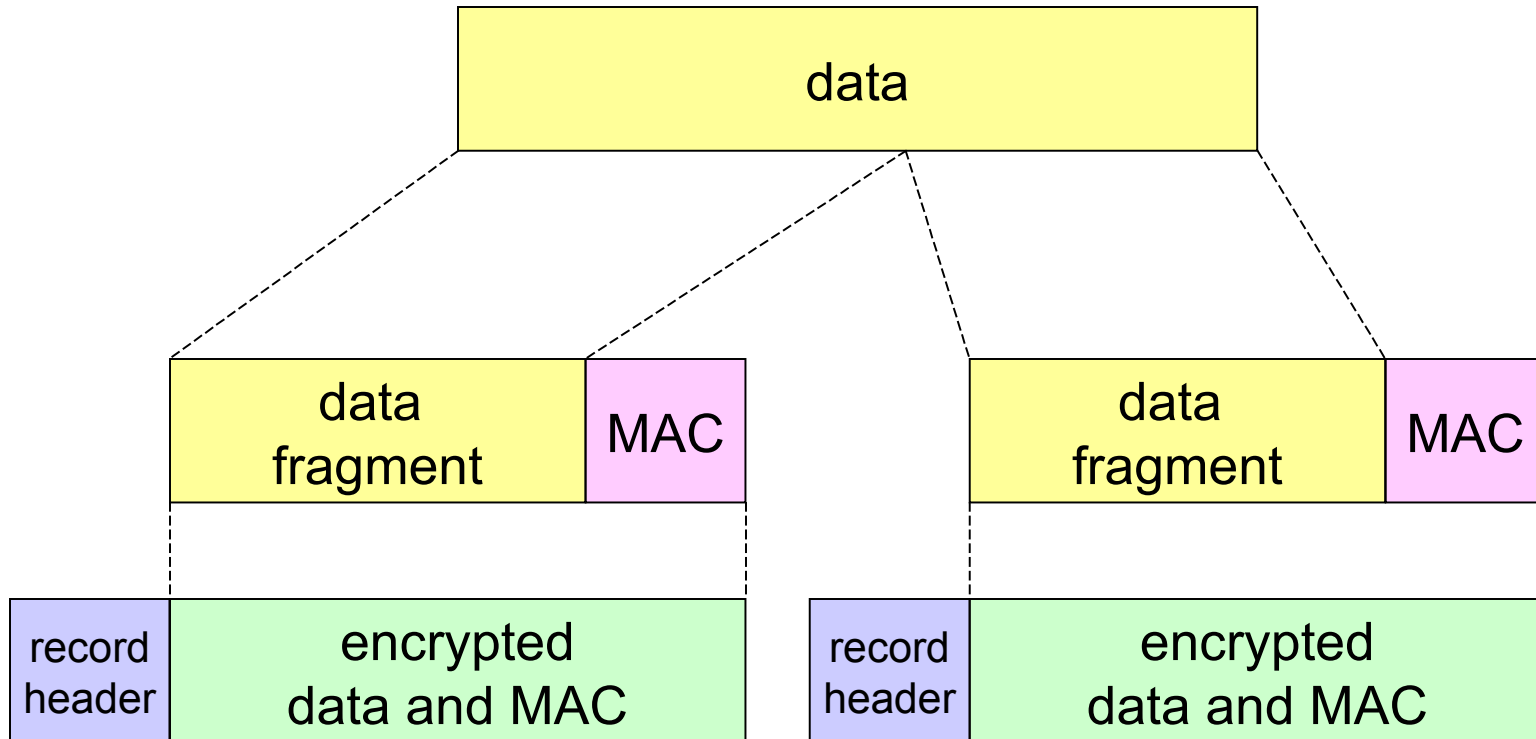 data
data
fragment
MAC
data
fragment
MAC
record
header
encrypted
data and MAC
record
header
encrypted
data and MAC